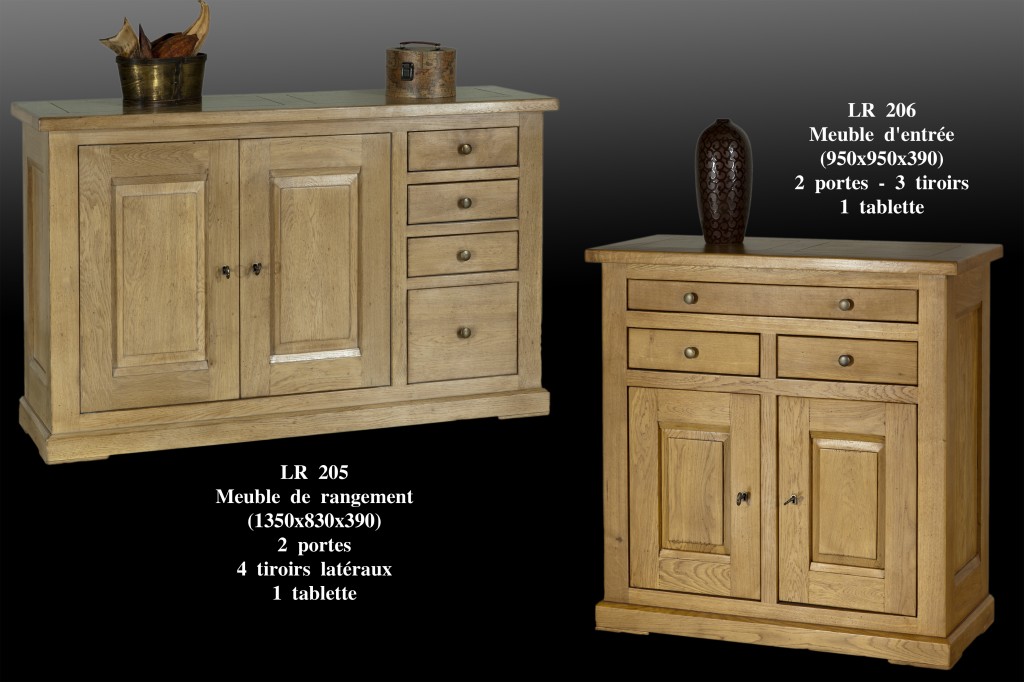 LR 206
Meuble d'entrée
(950x950x390)
2 portes - 3 tiroirs
1 tablette
LR 205
Meuble de rangement
(1350x830x390)
2 portes
4 tiroirs latéraux
1 tablette